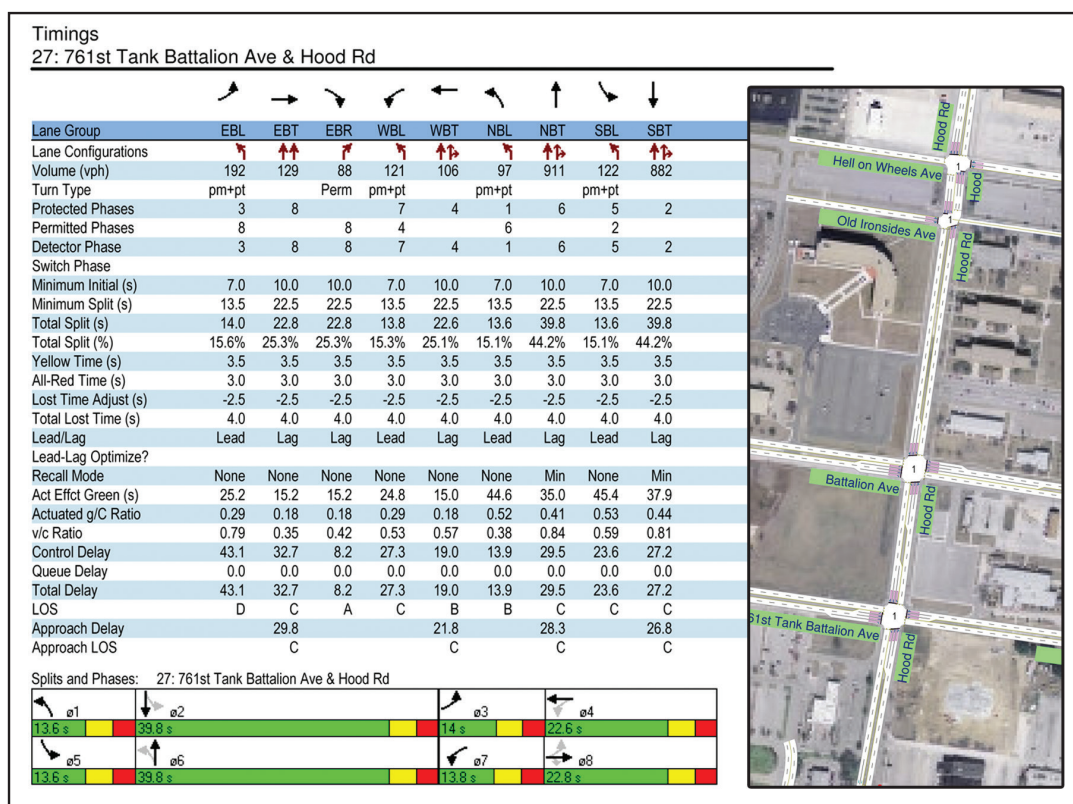 Timings
27: 761st Tank Battalion Ave & Hood Rd
Lane Group EBL EBT EBR WBL WBT NBL NBT SBL SBT
Lane Configurations
Volume (vph) 192 129 88 121 106 97 911 122 882
Turn Type pm+pt Perm pm+pt pm+pt pm+pt
Protected Phases 3 8 7 4 1 6 5 2
Permitted Phases 8 8 4 6 2
Detector Phase 3 8 8 7 4 1 6 5 2
Switch Phase
Minimum Initial (s) 7.0 10.0 10.0 7.0 10.0 7.0 10.0 7.0 10.0
Minimum Split (s) 13.5 22.5 22.5 13.5 22.5 13.5 22.5 13.5 22.5
Total Split (s) 14.0 22.8 22.8 13.8 22.6 13.6 39.8 13.6 39.8
Total Split (%) 15.6% 25.3% 25.3% 15.3% 25.1% 15.1% 44.2% 15.1% 44.2%
Yellow Time (s) 3.5 3.5 3.5 3.5 3.5 3.5 3.5 3.5 3.5
All-Red Time (s) 3.0 3.0 3.0 3.0 3.0 3.0 3.0 3.0 3.0
Lost Time Adjust (s) -2.5 -2.5 -2.5 -2.5 -2.5 -2.5 -2.5 -2.5 -2.5
Total Lost Time (s) 4.0 4.0 4.0 4.0 4.0 4.0 4.0 4.0 4.0
Lead/Lag Lead Lag Lag Lead Lag Lead Lag Lead Lag
Lead-Lag Optimize?
Recall Mode None None None None None None Min None Min
Act Effct Green (s) 25.2 15.2 15.2 24.8 15.0 44.6 35.0 45.4 37.9
Actuated g/C Ratio 0.29 0.18 0.18 0.29 0.18 0.52 0.41 0.53 0.44
v/c Ratio 0.79 0.35 0.42 0.53 0.57 0.38 0.84 0.59 0.81
Control Delay 43.1 32.7 8.2 27.3 19.0 13.9 29.5 23.6 27.2
Queue Delay 0.0 0.0 0.0 0.0 0.0 0.0 0.0 0.0 0.0
Total Delay 43.1 32.7 8.2 27.3 19.0 13.9 29.5 23.6 27.2
LOS D C A C B B C C C
Approach Delay 29.8 21.8 28.3 26.8
Approach LOS C C C C
Splits and Phases: 27: 761st Tank Battalion Ave & Hood Rd
ø1 ø2 ø3 ø4
13.6 s 39.8 s 14 s 22.6 s
ø5 ø6 ø7 ø8
13.6 s 39.8 s 13.8 s 22.8 s
Hood Rd
Hell on Wheels Ave
1
Hood
Old Ironsides Ave
1
Hood Rd
Battalion Ave
1
Hood Rd
61st Tank Battalion Ave
1
Hood Rd